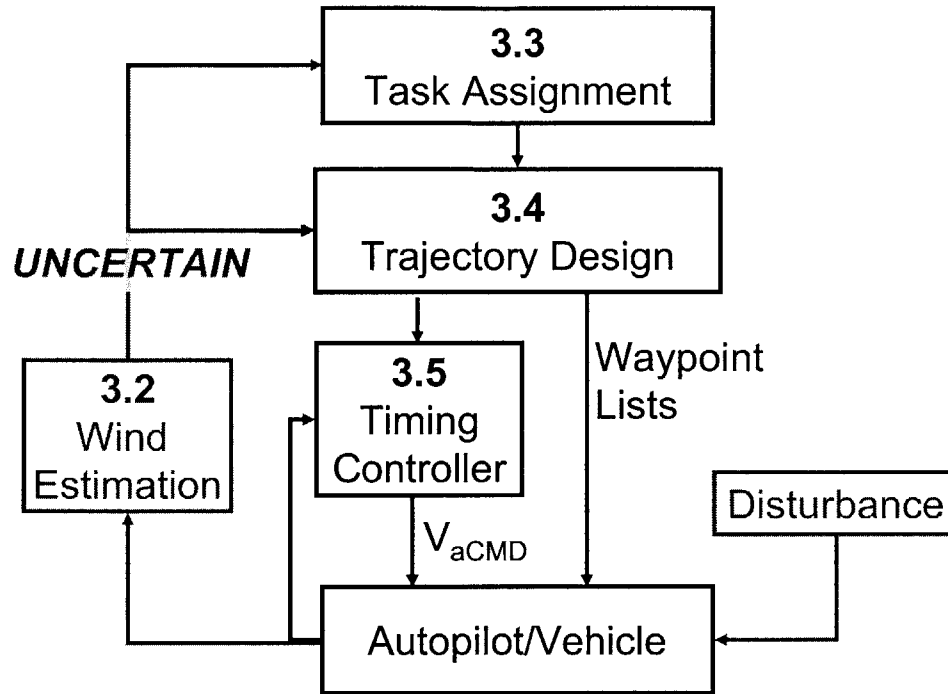 3.3
Task Assignment
3.4
Trajectory Design
UNCERTAIN
3.2
Wind
Estimation
3.5
Timing
Controller
Waypoint
Lists
V_aCMD
Disturbance
Autopilot/Vehicle